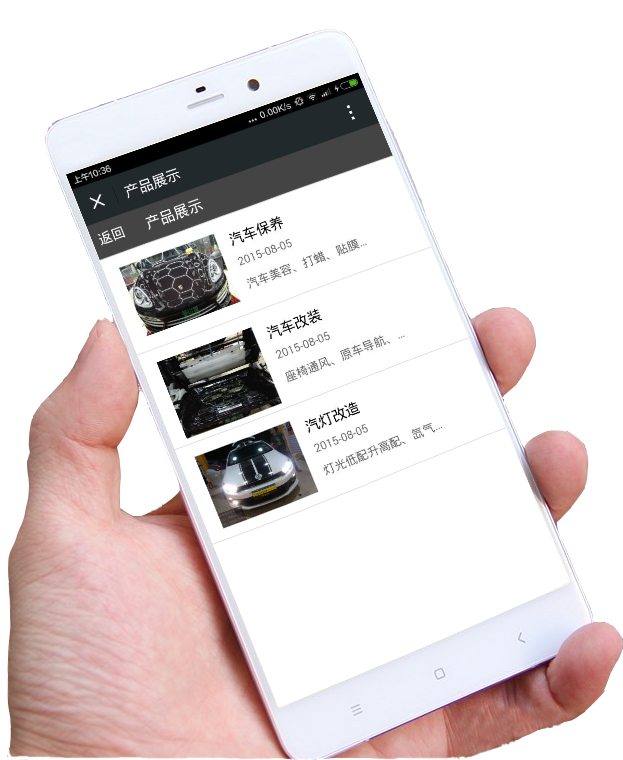 上午10:36 ... 0.00K/s
产品展示
返回 产品展示
汽车保养
2015-08-05
汽车美容、打蜡、贴膜...
汽车改装
2015-08-05
座椅通风、原车导航、...
汽灯改造
2015-08-05
灯光低配升高配、氙气...